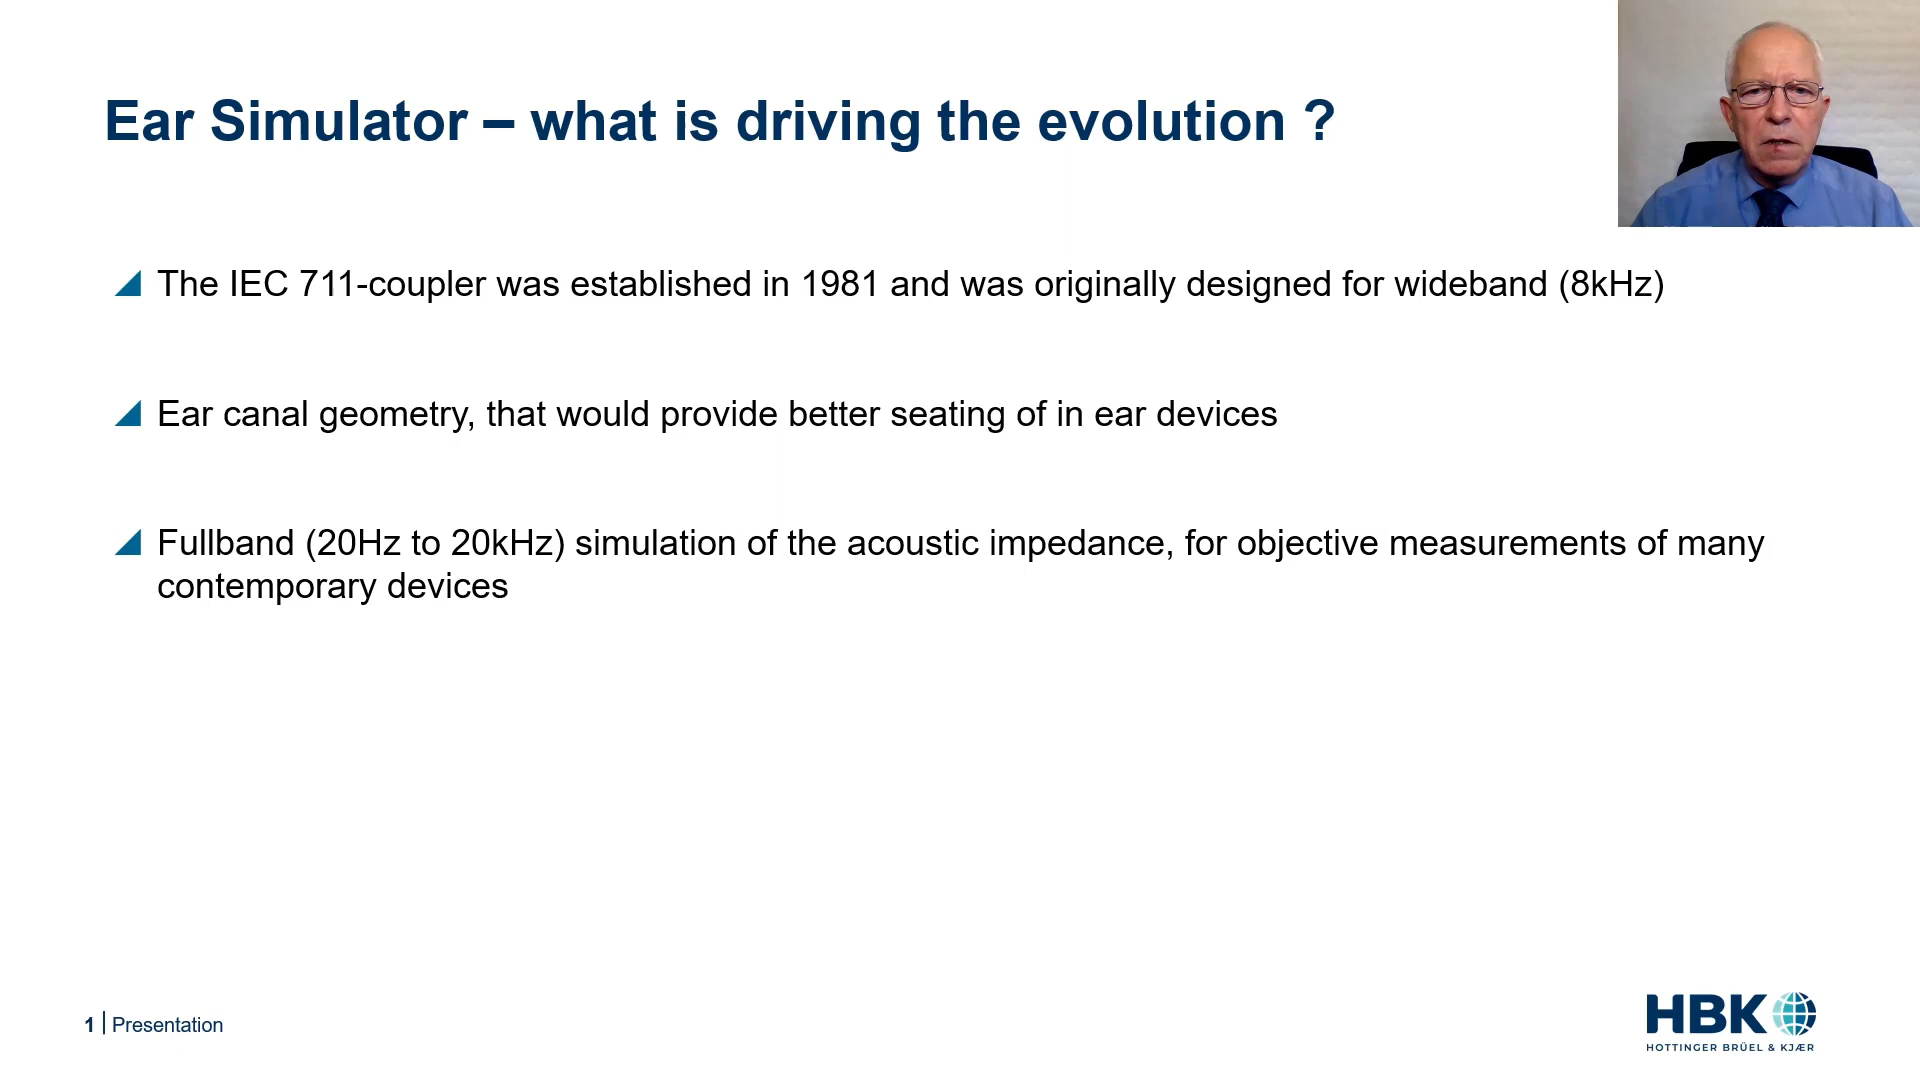 Ear Simulator – what is driving the evolution ?
The IEC 711-coupler was established in 1981 and was originally designed for wideband (8kHz)
Ear canal geometry, that would provide better seating of in ear devices
Fullband (20Hz to 20kHz) simulation of the acoustic impedance, for objective measurements of many
contemporary devices
1 | Presentation
HBK
HOTTINGER BRÜEL & KJÆR